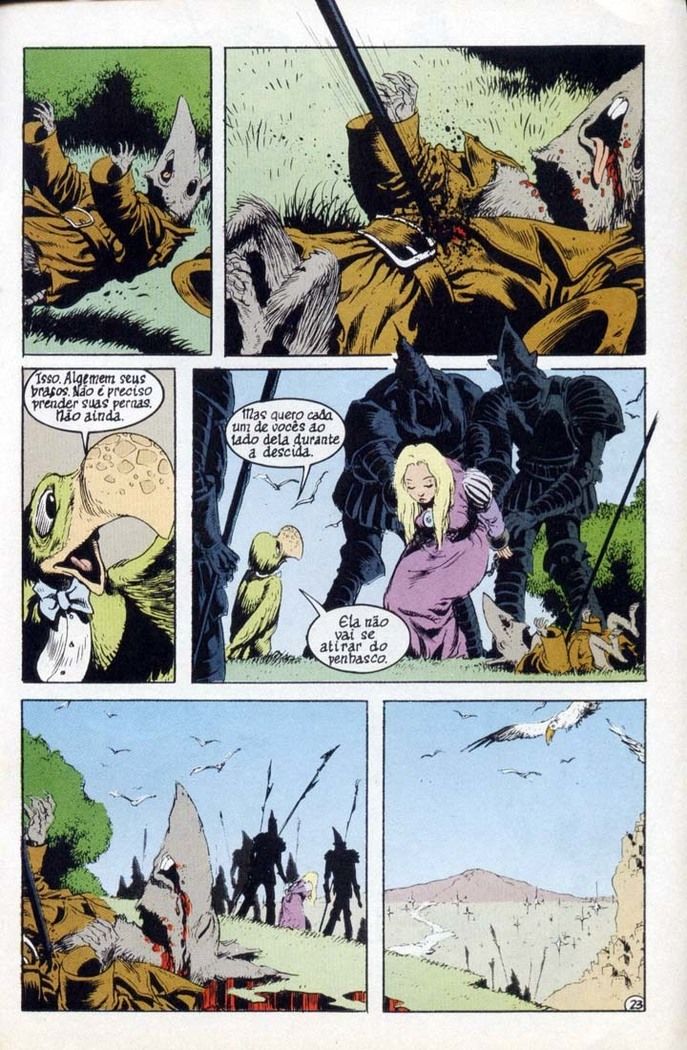 Isso. Algemem seus
braços. Não é preciso
prender suas pernas.
Não ainda.
Mas quero cada
um de vocês ao
lado dela durante
a descida.
Ela não
vai se
atirar do
penhasco.
23